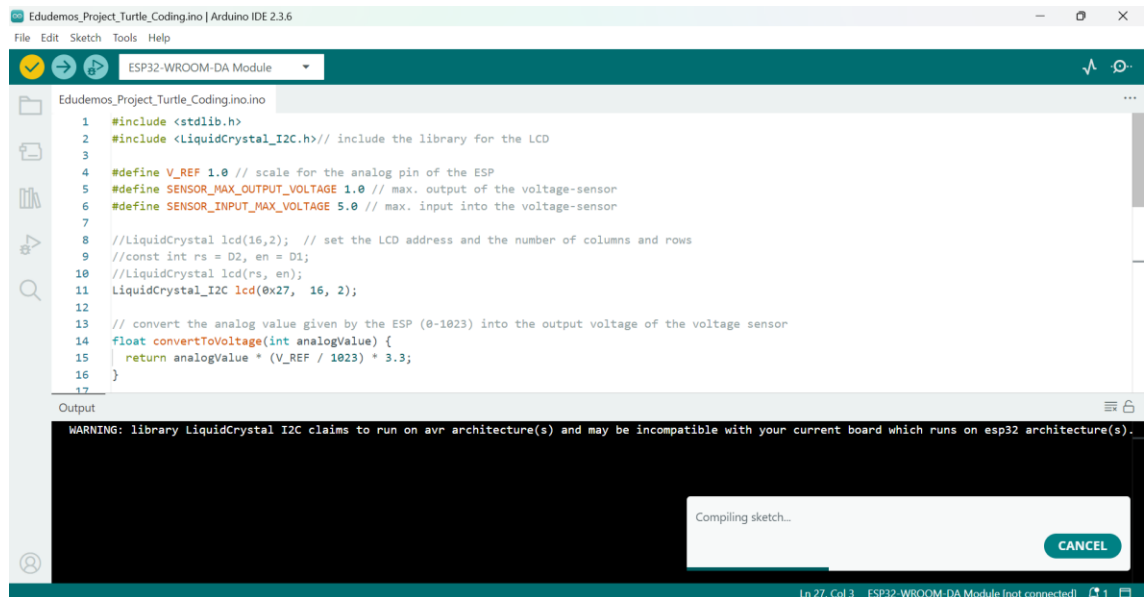 Edudemos_Project_Turtle_Coding.ino | Arduino IDE 2.3.6
File Edit Sketch Tools Help
ESP32-WROOM-DA Module
Edudemos_Project_Turtle_Coding.ino.ino
1 #include <stdlib.h>
2 #include <LiquidCrystal_I2C.h>// include the library for the LCD
3
4 #define V_REF 1.0 // scale for the analog pin of the ESP
5 #define SENSOR_MAX_OUTPUT_VOLTAGE 1.0 // max. output of the voltage-sensor
6 #define SENSOR_INPUT_MAX_VOLTAGE 5.0 // max. input into the voltage-sensor
7
8 //LiquidCrystal lcd(16,2);  // set the LCD address and the number of columns and rows
9 //const int rs = D2, en = D1;
10 //LiquidCrystal lcd(rs, en);
11 LiquidCrystal_I2C lcd(0x27,  16, 2);
12
13 // convert the analog value given by the ESP (0-1023) into the output voltage of the voltage sensor
14 float convertToVoltage(int analogValue) {
15   return analogValue * (V_REF / 1023) * 3.3;
16 }
17
Output
WARNING: library LiquidCrystal I2C claims to run on avr architecture(s) and may be incompatible with your current board which runs on esp32 architecture(s).
Compiling sketch...
CANCEL
Ln 27, Col 3 ESP32-WROOM-DA Module [not connected] 1